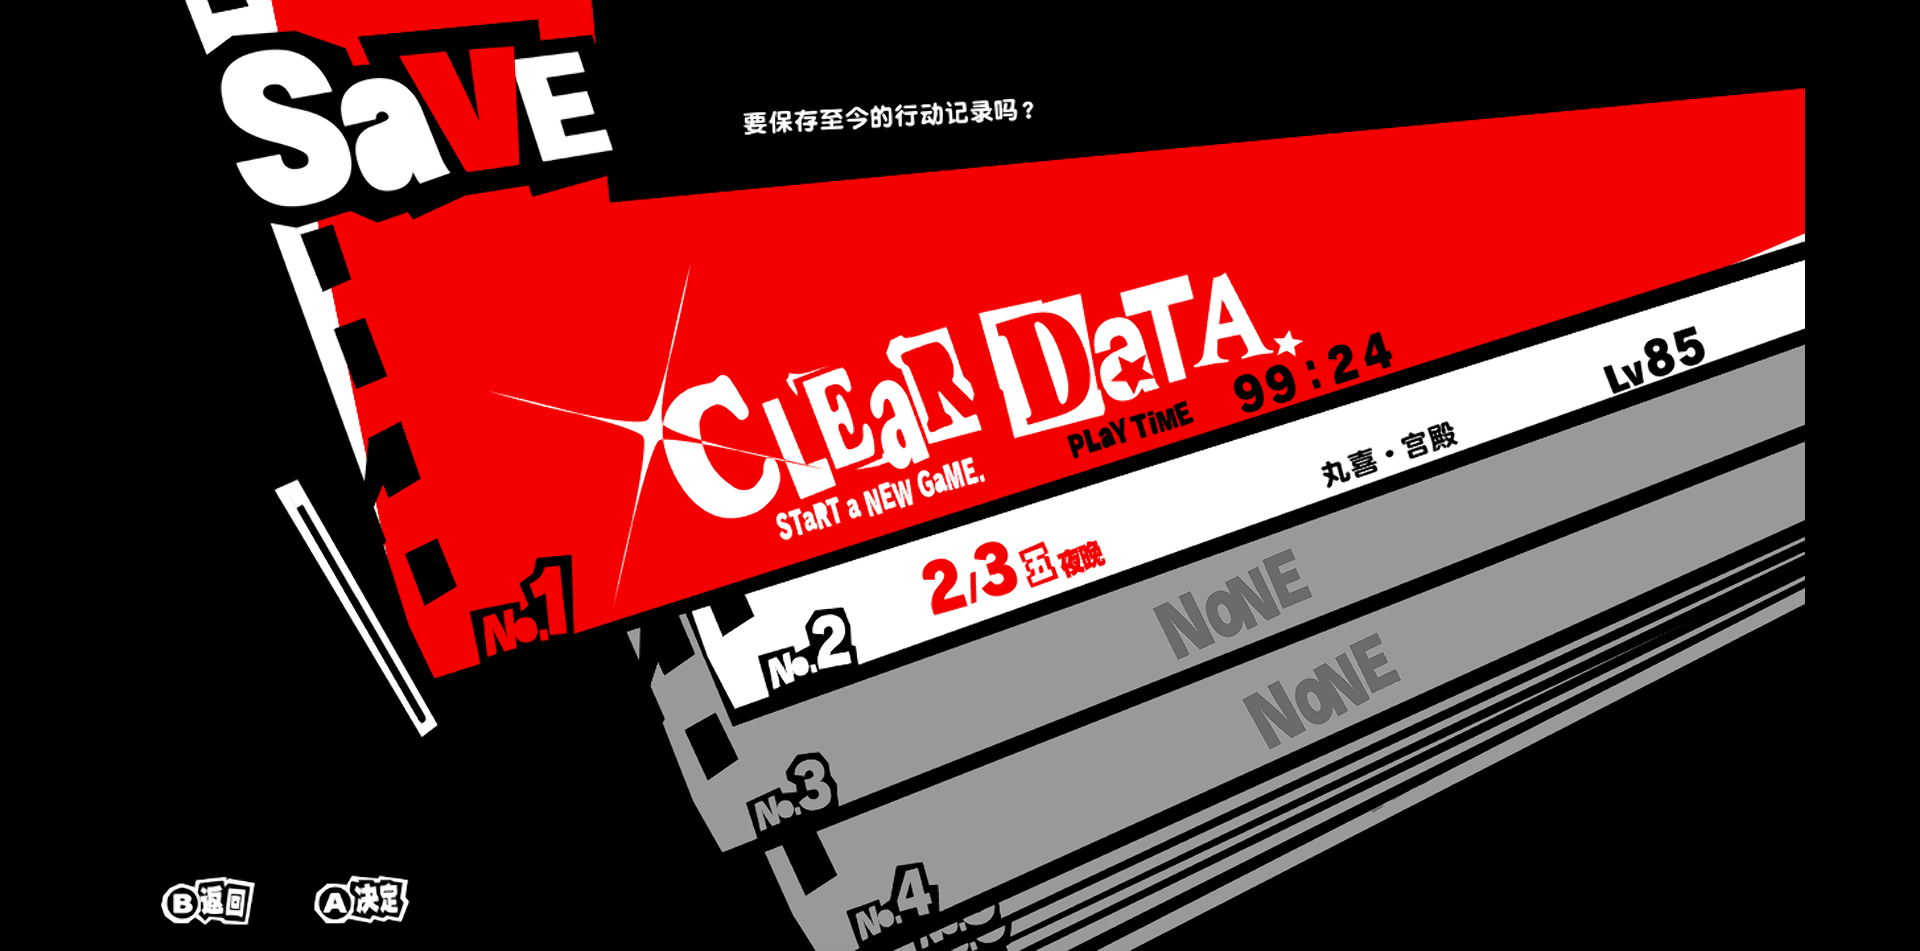 SaVE
要保存至今的行动记录吗？
CLEaR DaTA
START a NEW GaME.
PLaY TiME 99:24
No.1
Lv85
丸喜·宫殿
2/3 五 夜晚
No.2
NoNE
No.3
NoNE
No.4
B 返回
A 决定